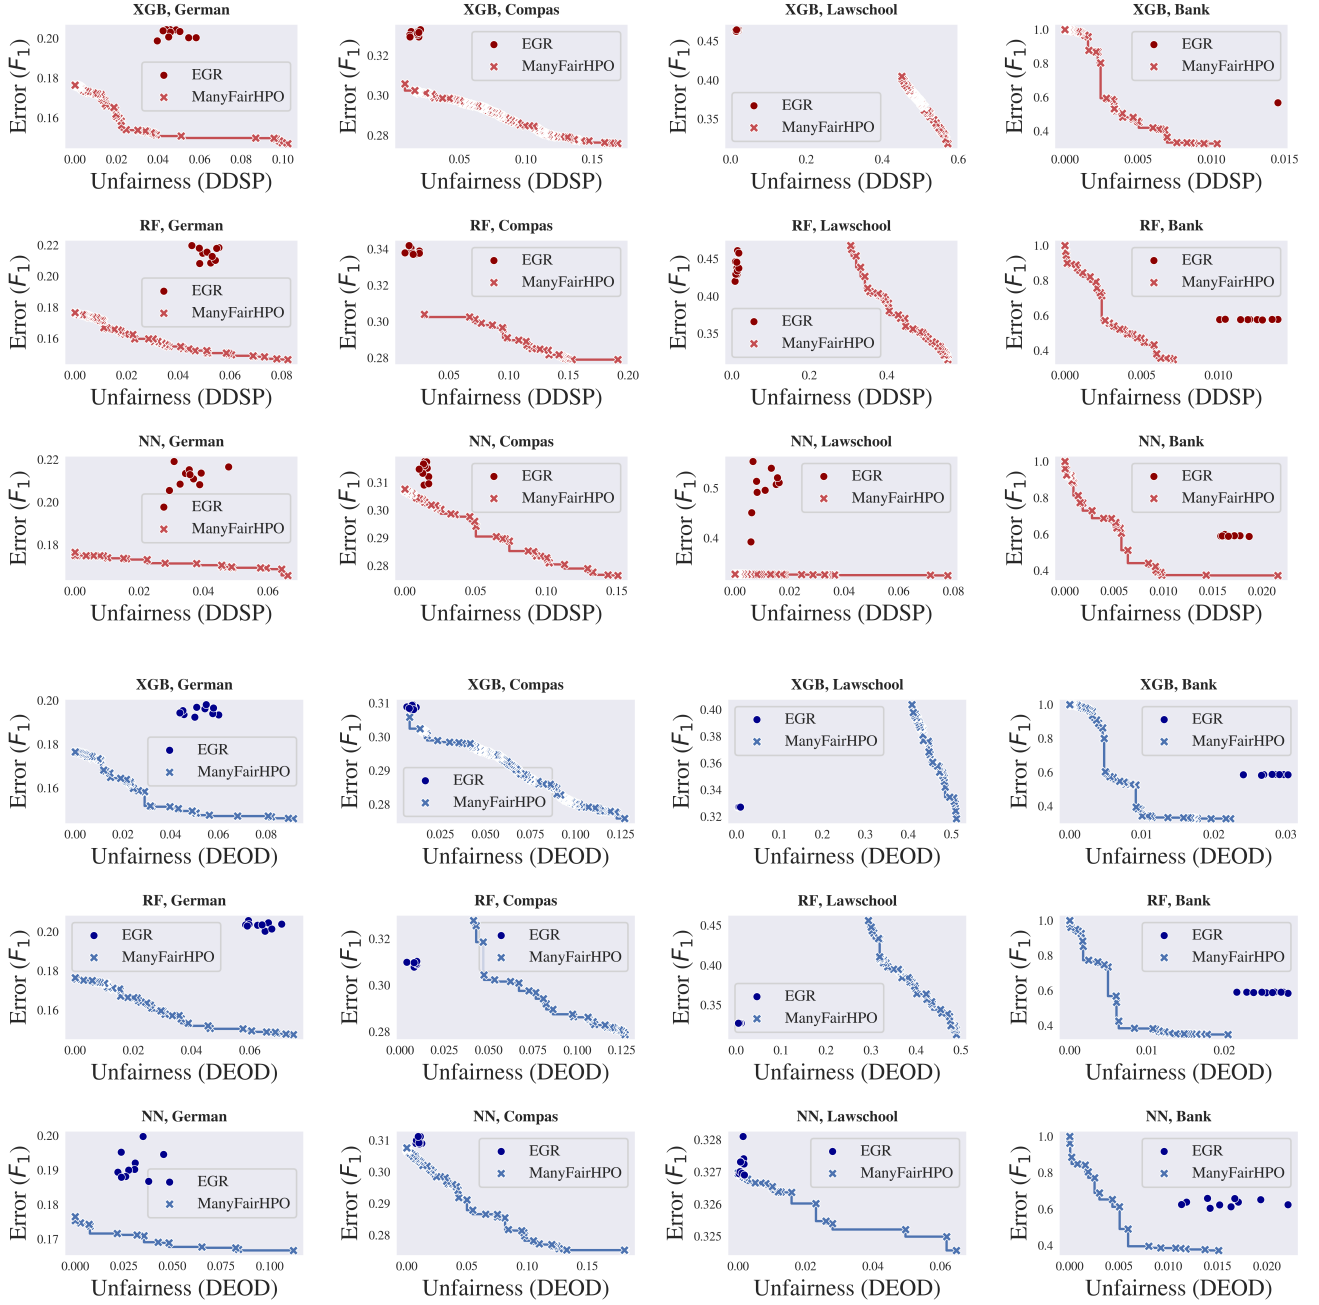 XGB, German
XGB, Compas
XGB, Lawschool
XGB, Bank
Error (F1)
0.20
0.18
0.16
EGR
ManyFairHPO
0.00 0.02 0.04 0.06 0.08 0.10
Unfairness (DDSP)
Error (F1)
0.32
0.30
0.28
EGR
ManyFairHPO
0.05 0.10 0.15
Unfairness (DDSP)
Error (F1)
0.45
0.40
0.35
EGR
ManyFairHPO
0.0 0.2 0.4 0.6
Unfairness (DDSP)
Error (F1)
1.0
0.8
0.6
0.4
EGR
ManyFairHPO
0.000 0.005 0.010 0.015
Unfairness (DDSP)
RF, German
RF, Compas
RF, Lawschool
RF, Bank
Error (F1)
0.22
0.20
0.18
0.16
EGR
ManyFairHPO
0.00 0.02 0.04 0.06 0.08
Unfairness (DDSP)
Error (F1)
0.34
0.32
0.30
0.28
EGR
ManyFairHPO
0.05 0.10 0.15 0.20
Unfairness (DDSP)
Error (F1)
0.45
0.40
0.35
EGR
ManyFairHPO
0.0 0.2 0.4
Unfairness (DDSP)
Error (F1)
1.0
0.8
0.6
0.4
EGR
ManyFairHPO
0.000 0.005 0.010
Unfairness (DDSP)
NN, German
NN, Compas
NN, Lawschool
NN, Bank
Error (F1)
0.22
0.20
0.18
EGR
ManyFairHPO
0.00 0.02 0.04 0.06
Unfairness (DDSP)
Error (F1)
0.31
0.30
0.29
0.28
EGR
ManyFairHPO
0.00 0.05 0.10 0.15
Unfairness (DDSP)
Error (F1)
0.5
0.4
EGR
ManyFairHPO
0.00 0.02 0.04 0.06 0.08
Unfairness (DDSP)
Error (F1)
1.0
0.8
0.6
0.4
EGR
ManyFairHPO
0.000 0.005 0.010 0.015 0.020
Unfairness (DDSP)
XGB, German
XGB, Compas
XGB, Lawschool
XGB, Bank
Error (F1)
0.20
0.18
0.16
EGR
ManyFairHPO
0.00 0.02 0.04 0.06 0.08
Unfairness (DEOD)
Error (F1)
0.31
0.30
0.29
0.28
EGR
ManyFairHPO
0.025 0.050 0.075 0.100 0.125
Unfairness (DEOD)
Error (F1)
0.40
0.38
0.36
0.34
0.32
EGR
ManyFairHPO
0.0 0.1 0.2 0.3 0.4 0.5
Unfairness (DEOD)
Error (F1)
1.0
0.8
0.6
0.4
EGR
ManyFairHPO
0.00 0.01 0.02 0.03
Unfairness (DEOD)
RF, German
RF, Compas
RF, Lawschool
RF, Bank
Error (F1)
0.20
0.18
0.16
EGR
ManyFairHPO
0.00 0.02 0.04 0.06
Unfairness (DEOD)
Error (F1)
0.32
0.30
0.28
EGR
ManyFairHPO
0.000 0.025 0.050 0.075 0.100 0.125
Unfairness (DEOD)
Error (F1)
0.45
0.40
0.35
EGR
ManyFairHPO
0.0 0.1 0.2 0.3 0.4 0.5
Unfairness (DEOD)
Error (F1)
1.0
0.8
0.6
0.4
EGR
ManyFairHPO
0.00 0.01 0.02
Unfairness (DEOD)
NN, German
NN, Compas
NN, Lawschool
NN, Bank
Error (F1)
0.20
0.19
0.18
0.17
EGR
ManyFairHPO
0.000 0.025 0.050 0.075 0.100
Unfairness (DEOD)
Error (F1)
0.31
0.30
0.29
0.28
EGR
ManyFairHPO
0.00 0.05 0.10 0.15
Unfairness (DEOD)
Error (F1)
0.328
0.327
0.326
0.325
EGR
ManyFairHPO
0.00 0.02 0.04 0.06
Unfairness (DEOD)
Error (F1)
1.0
0.8
0.6
0.4
EGR
ManyFairHPO
0.000 0.005 0.010 0.015 0.020
Unfairness (DEOD)